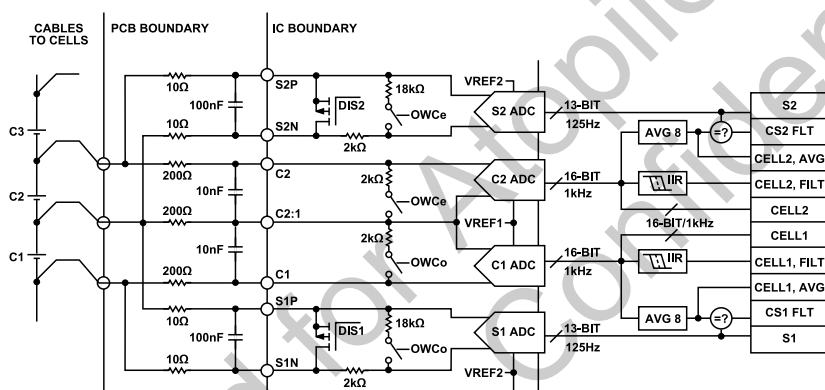 CABLES
TO CELLS
PCB BOUNDARY
IC BOUNDARY
C3
C2
C1
10Ω
100nF
10Ω
200Ω
10nF
200Ω
10nF
200Ω
10Ω
100nF
10Ω
S2P
DIS2
18kΩ
OWCe
S2N
2kΩ
C2
2kΩ
OWCe
C2:1
2kΩ
OWCo
C1
S1P
DIS1
18kΩ
OWCo
S1N
2kΩ
VREF2
S2 ADC
13-BIT
125Hz
C2 ADC
16-BIT
1kHz
VREF1
C1 ADC
16-BIT
1kHz
S1 ADC
13-BIT
125Hz
VREF2
AVG 8
=?
IIR
16-BIT/1kHz
IIR
AVG 8
=?
S2
CS2 FLT
CELL2, AVG
CELL2, FILT
CELL2
CELL1
CELL1, FILT
CELL1, AVG
CS1 FLT
S1
d for Atopile
Confiden